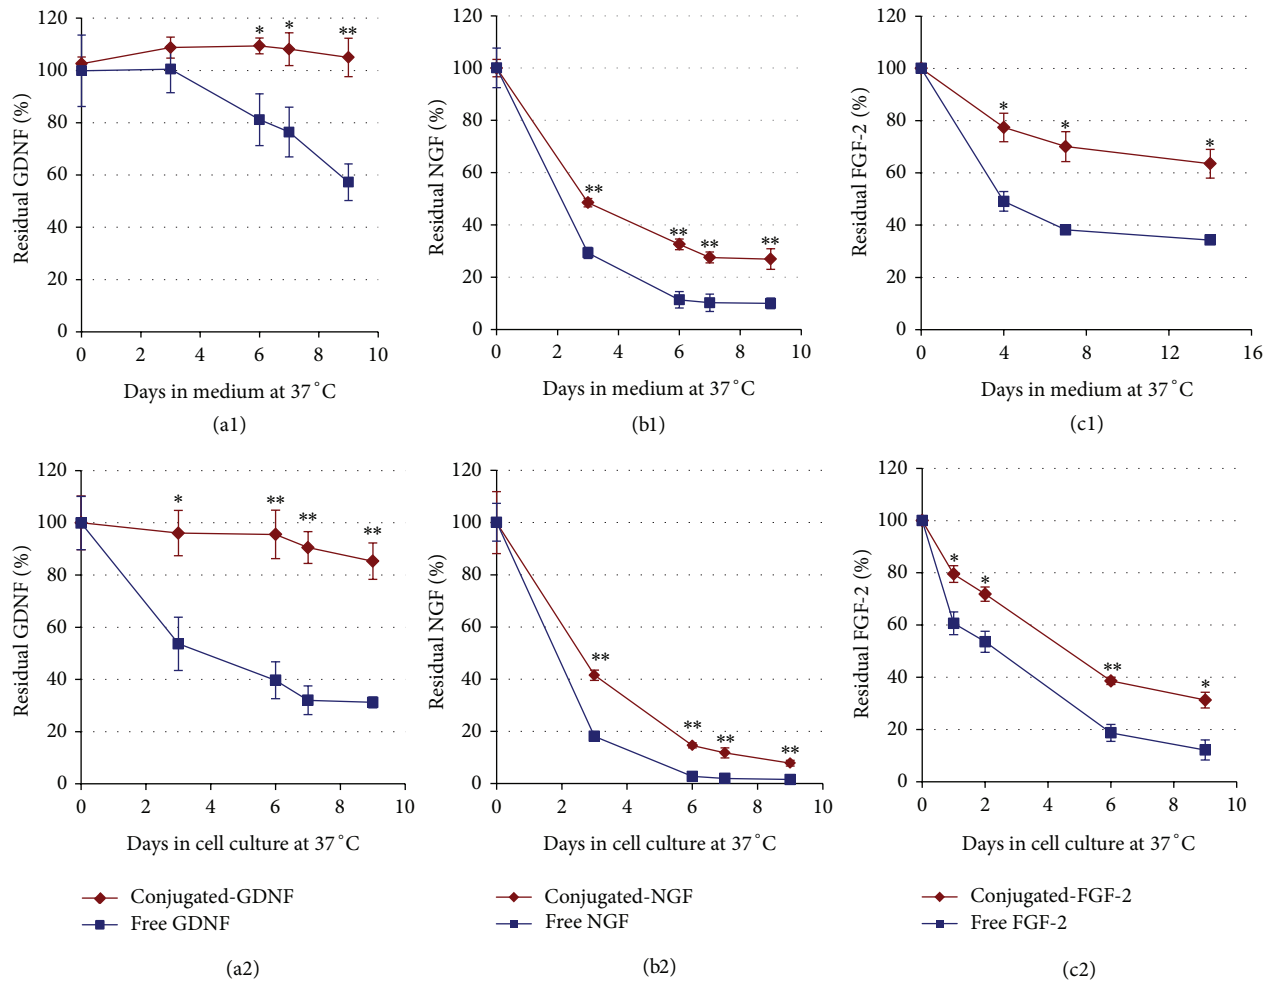 120
100
80
60
40
20
0
Residual GDNF (%)
* * **
0 2 4 6 8 10
Days in medium at 37˚C
(a1)
120
100
80
60
40
20
0
Residual NGF (%)
** ** ** **
0 2 4 6 8 10
Days in medium at 37˚C
(b1)
120
100
80
60
40
20
0
Residual FGF-2 (%)
* * *
0 4 8 12 16
Days in medium at 37˚C
(c1)
120
100
80
60
40
20
0
Residual GDNF (%)
* ** ** **
0 2 4 6 8 10
Days in cell culture at 37˚C
Conjugated-GDNF
Free GDNF
(a2)
120
100
80
60
40
20
0
Residual NGF (%)
** ** ** **
0 2 4 6 8 10
Days in cell culture at 37˚C
Conjugated-NGF
Free NGF
(b2)
120
100
80
60
40
20
0
Residual FGF-2 (%)
* * ** *
0 2 4 6 8 10
Days in cell culture at 37˚C
Conjugated-FGF-2
Free FGF-2
(c2)